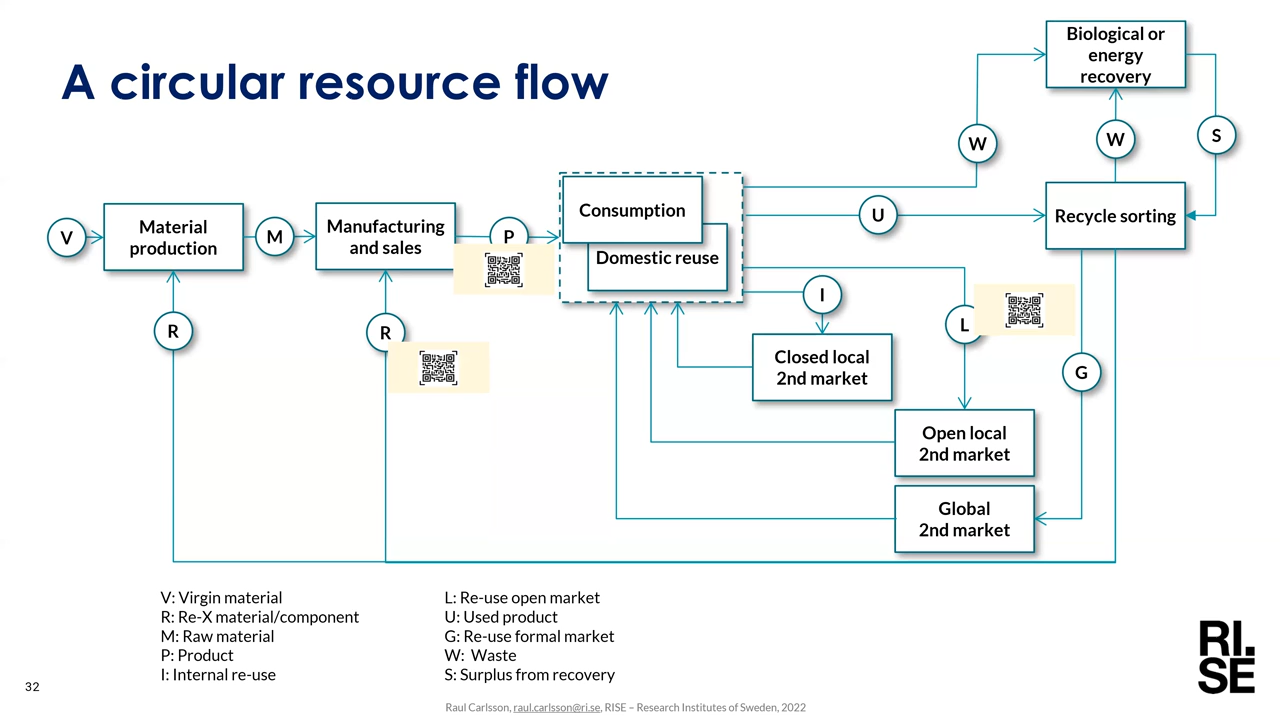 A circular resource flow
Biological or
energy
recovery
W
W
S
Consumption
Domestic reuse
U
Recycle sorting
V
Material
production
M
Manufacturing
and sales
P
I
L
R
R
Closed local
2nd market
G
Open local
2nd market
Global
2nd market
V: Virgin material
R: Re-X material/component
M: Raw material
P: Product
I: Internal re-use
L: Re-use open market
U: Used product
G: Re-use formal market
W: Waste
S: Surplus from recovery
RI.
SE
32
Raul Carlsson, raul.carlsson@ri.se, RISE – Research Institutes of Sweden, 2022